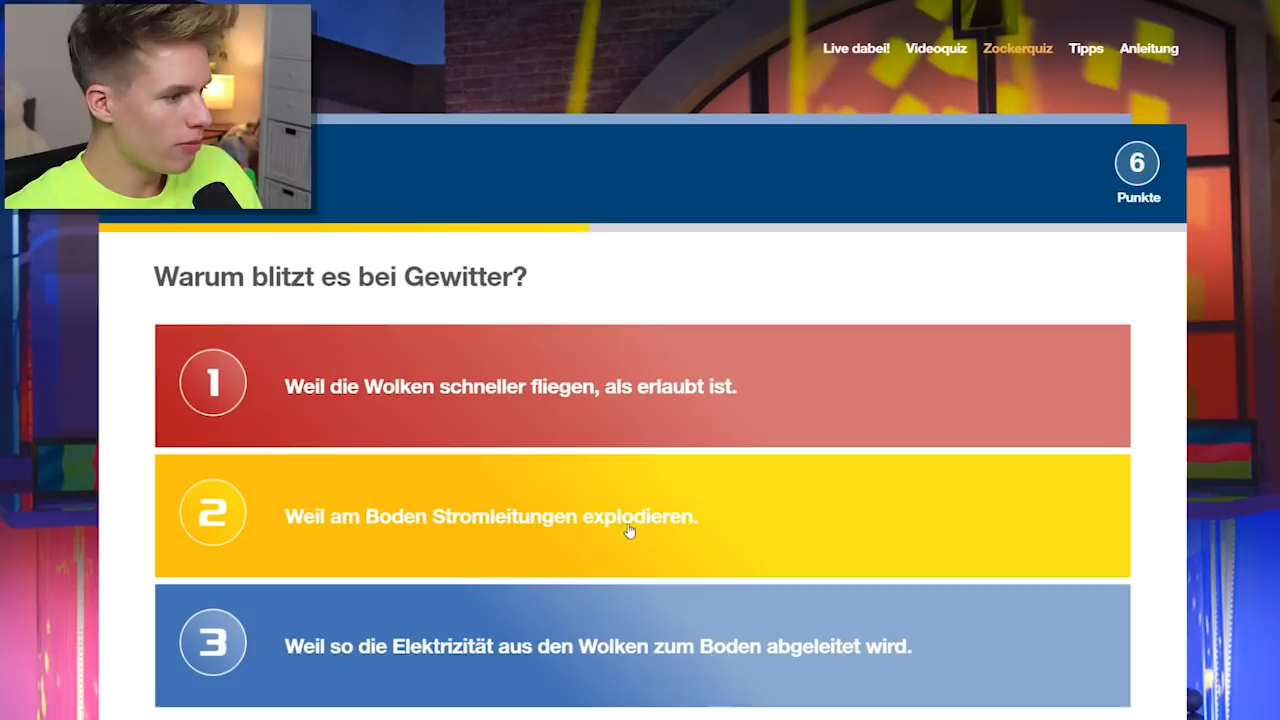 Live dabei! Videoquiz Zockerquiz Tipps Anleitung
6
Punkte
Warum blitzt es bei Gewitter?
1 Weil die Wolken schneller fliegen, als erlaubt ist.
2 Weil am Boden Stromleitungen explodieren.
3 Weil so die Elektrizität aus den Wolken zum Boden abgeleitet wird.